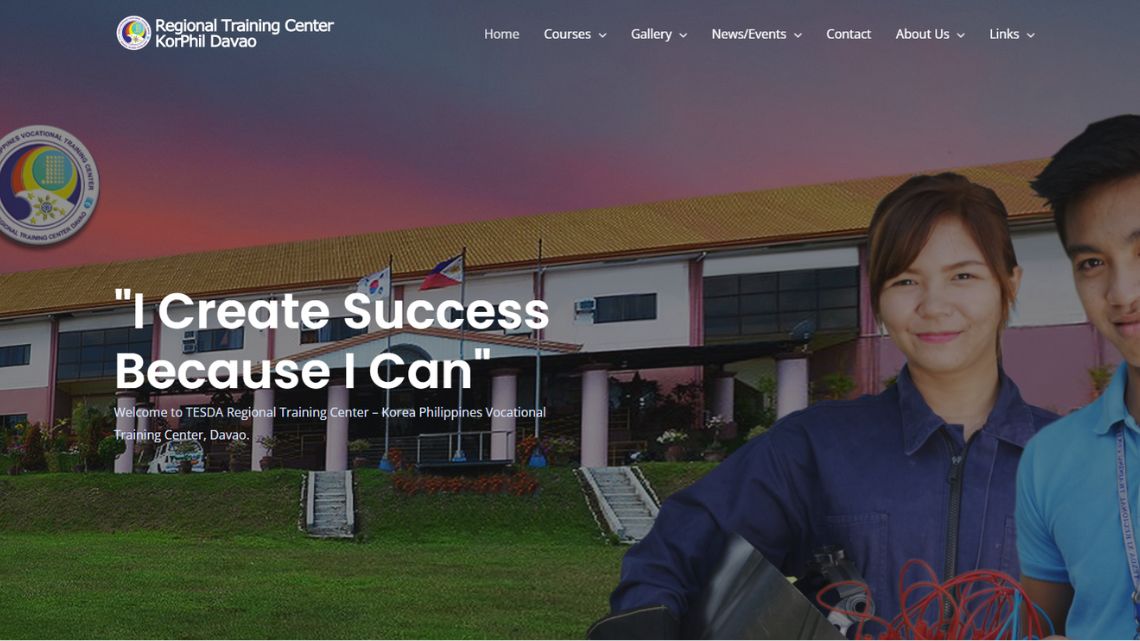 Regional Training Center
KorPhil Davao
Home
Courses
Gallery
News/Events
Contact
About Us
Links
"I Create Success
Because I Can"
Welcome to TESDA Regional Training Center – Korea Philippines Vocational
Training Center, Davao.
PPINES VOCATIONAL TRAINING CENTER
REGIONAL TRAINING CENTER DAVAO